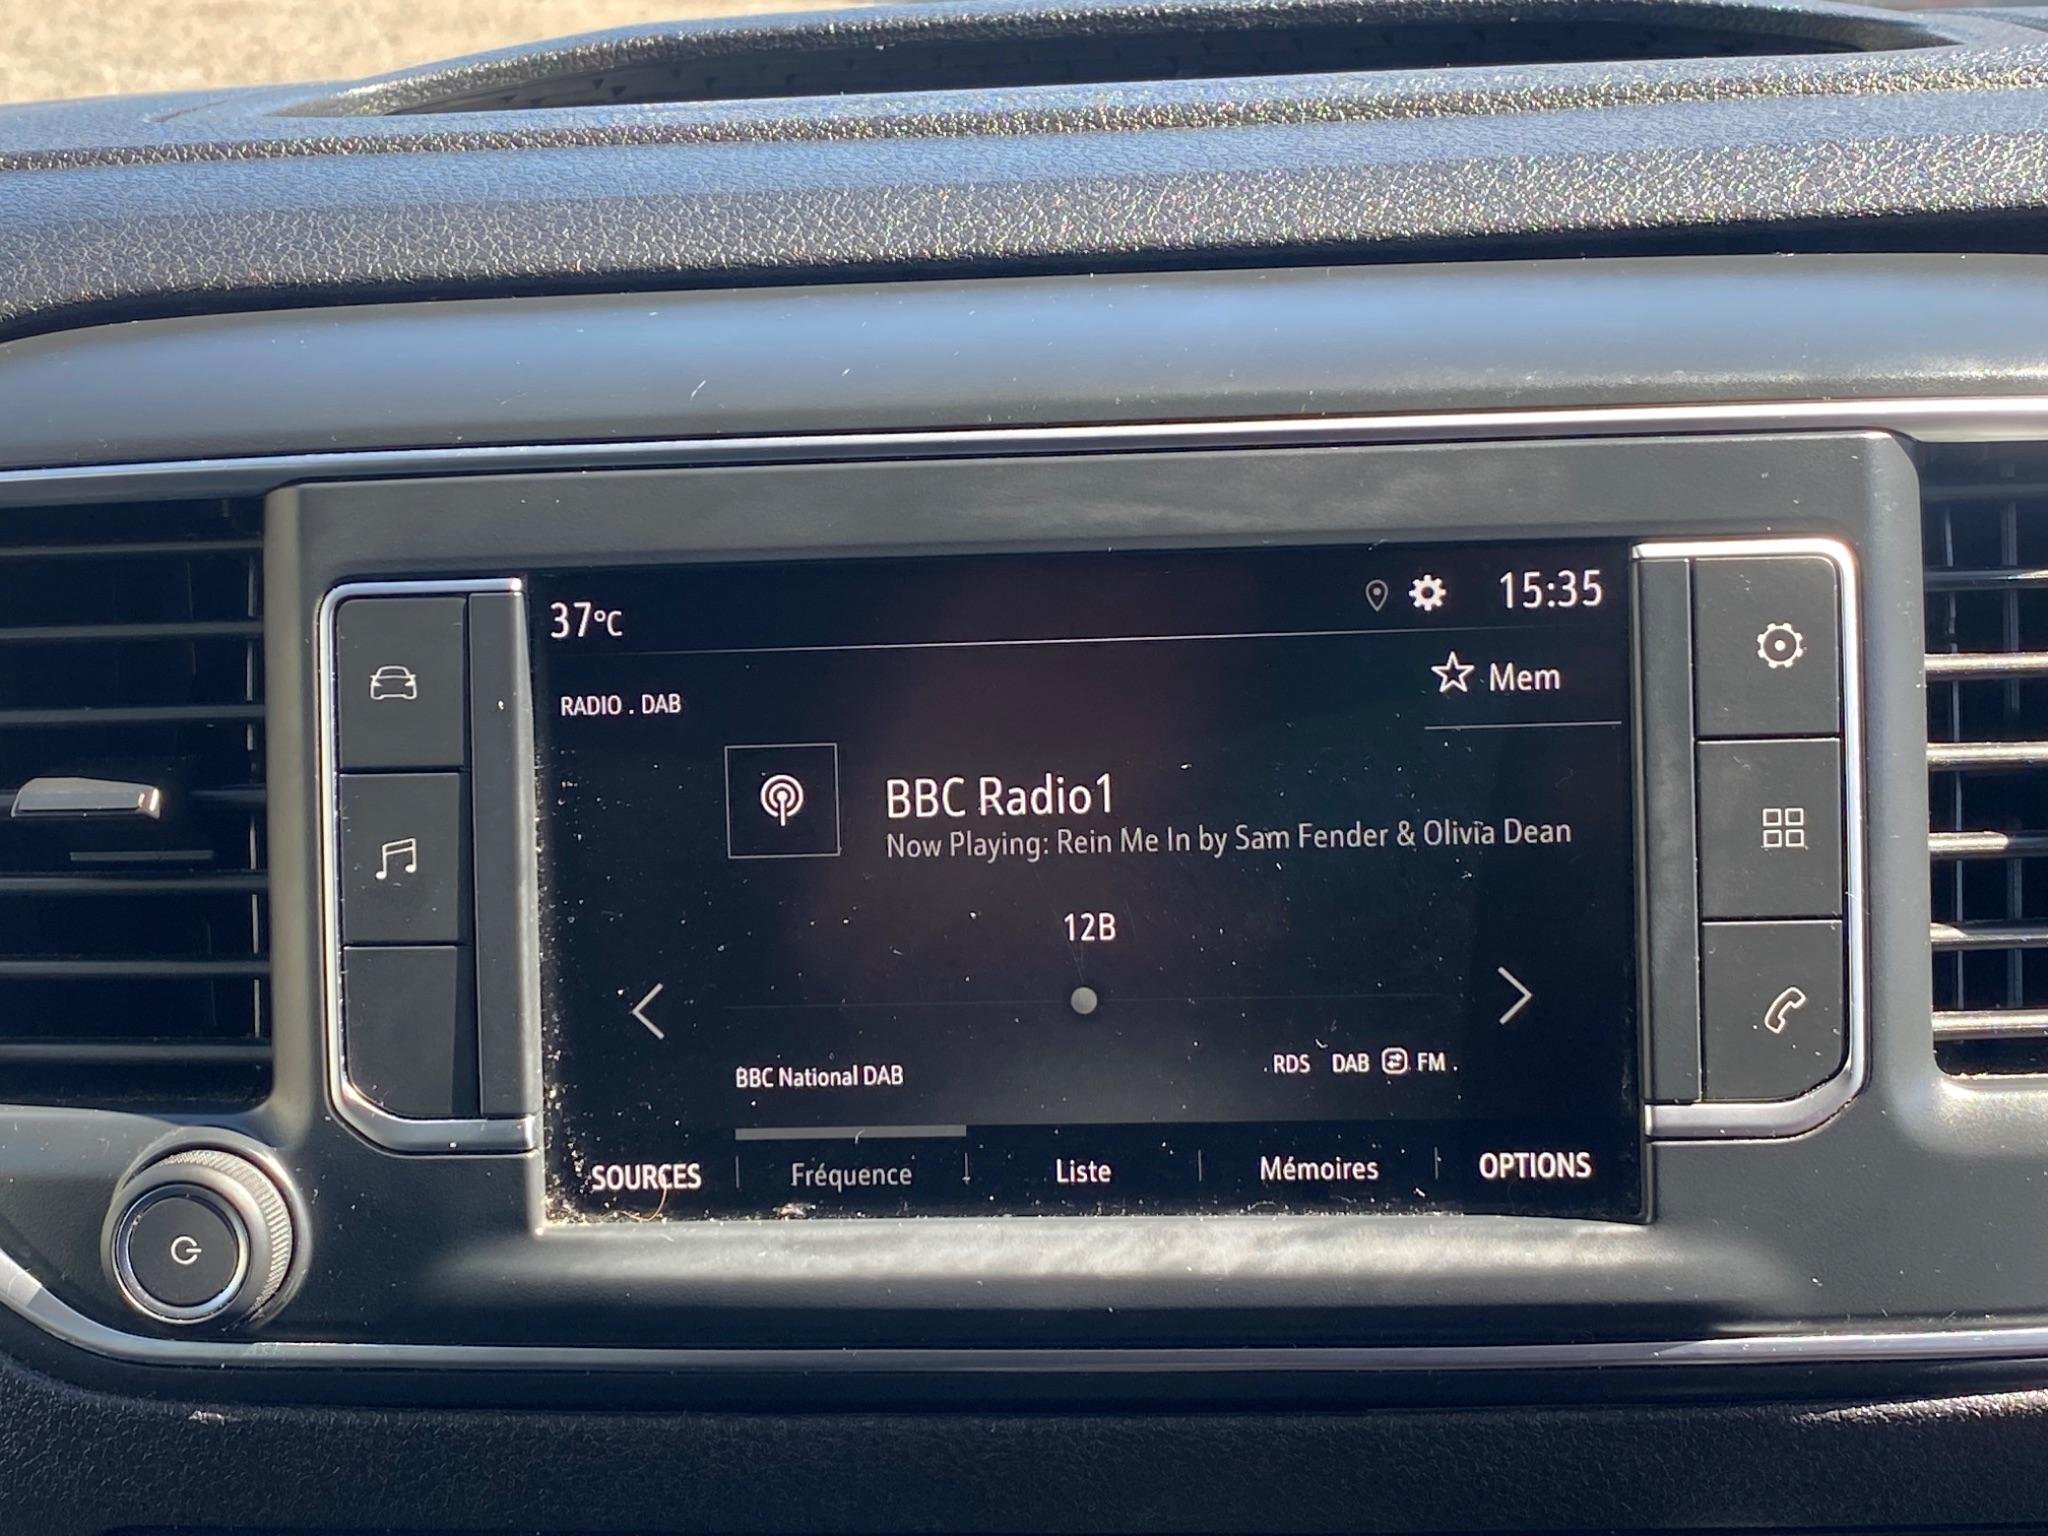 37°C 15:35
☆ Mem
RADIO . DAB
BBC Radio1
Now Playing: Rein Me In by Sam Fender & Olivia Dean
12B
BBC National DAB RDS DAB FM
SOURCES Fréquence Liste Mémoires OPTIONS